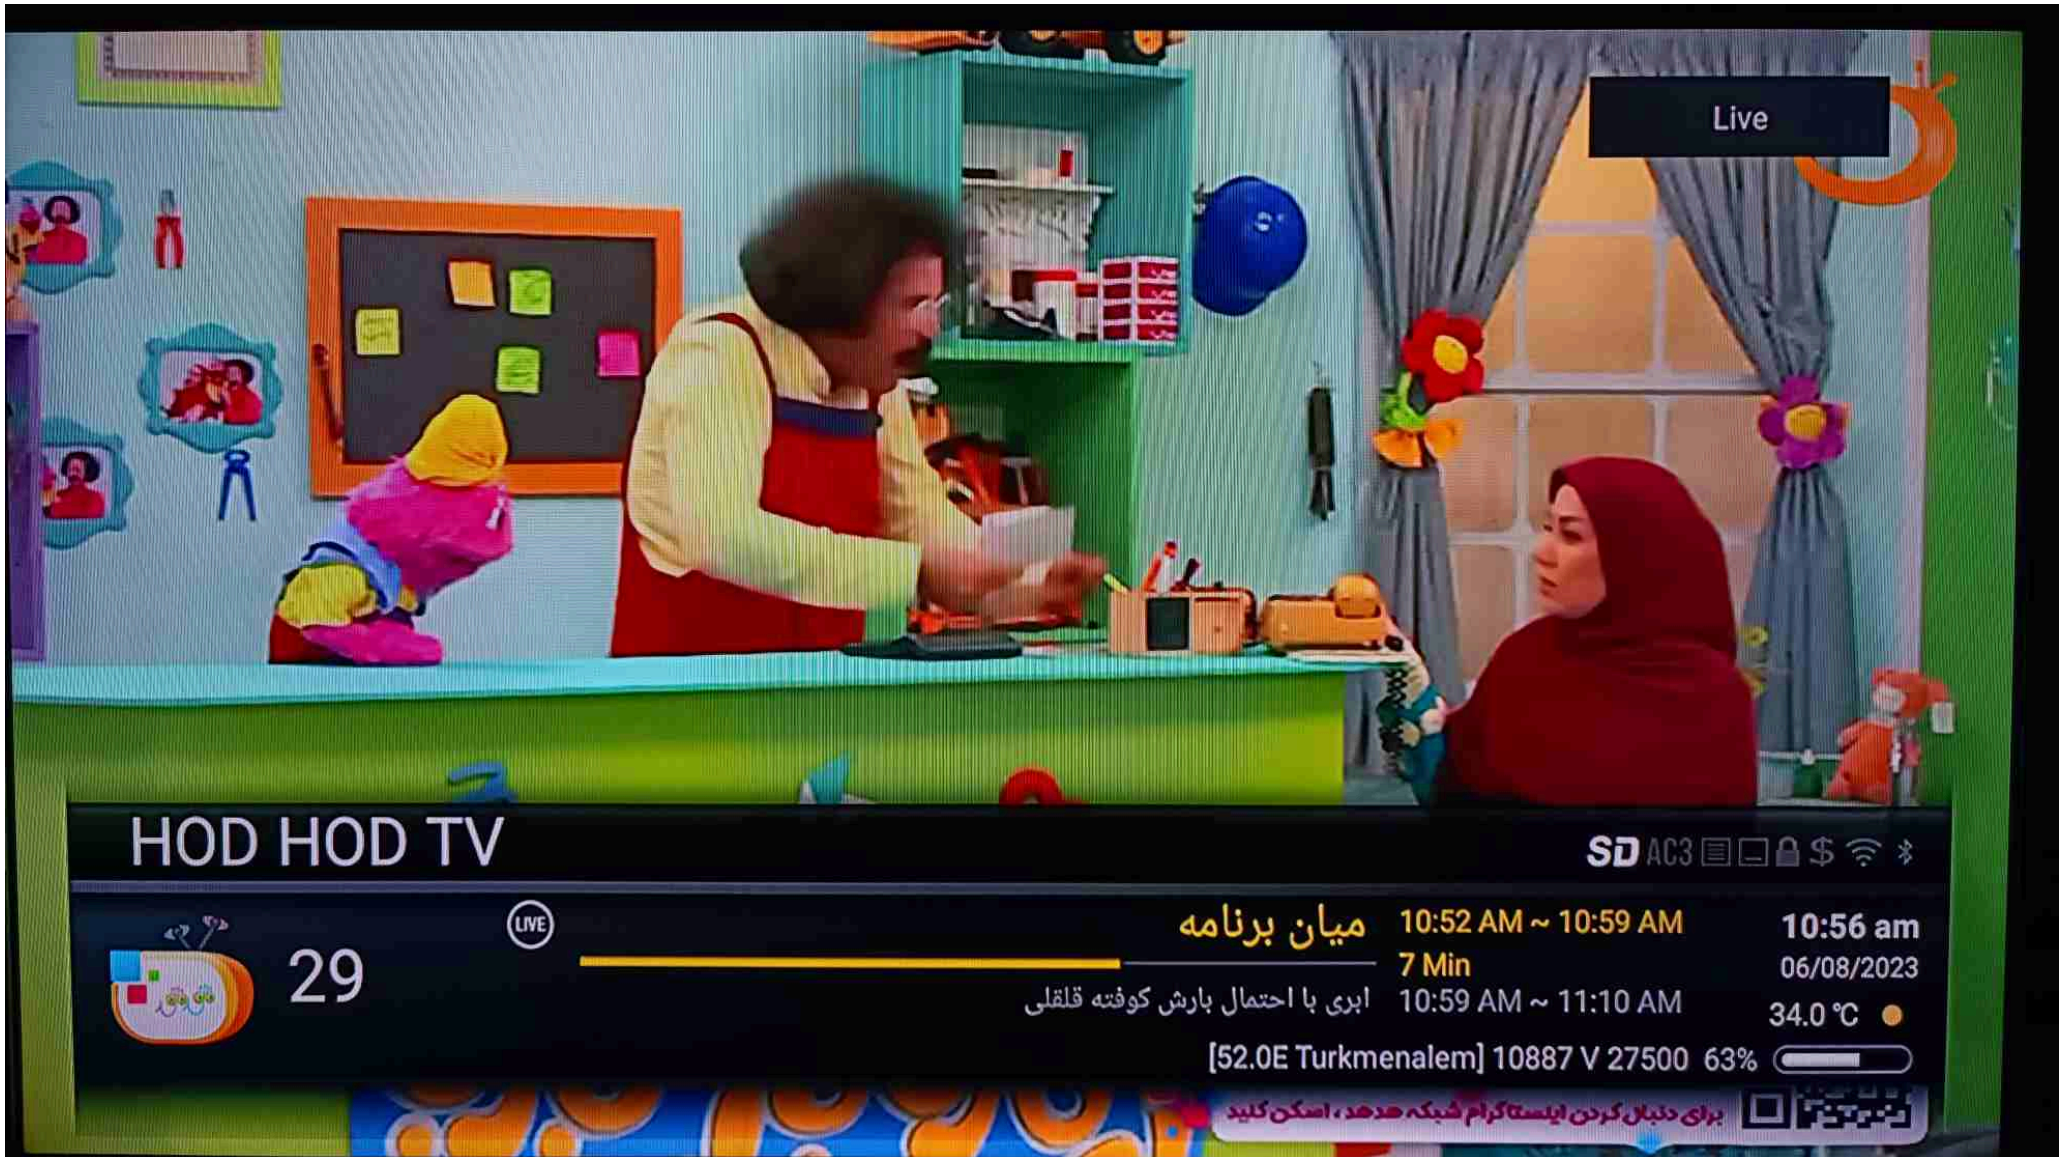 Live
HOD HOD TV
SD AC3 $
29
LIVE
میان برنامه 10:52 AM ~ 10:59 AM
7 Min
ابری با احتمال بارش کوفته قلقلی 10:59 AM ~ 11:10 AM
10:56 am
06/08/2023
34.0 °C
[52.0E Turkmenalem] 10887 V 27500 63%
برای دنبال کردن اینستاگرام شبکه هدهد، اسکن کنید